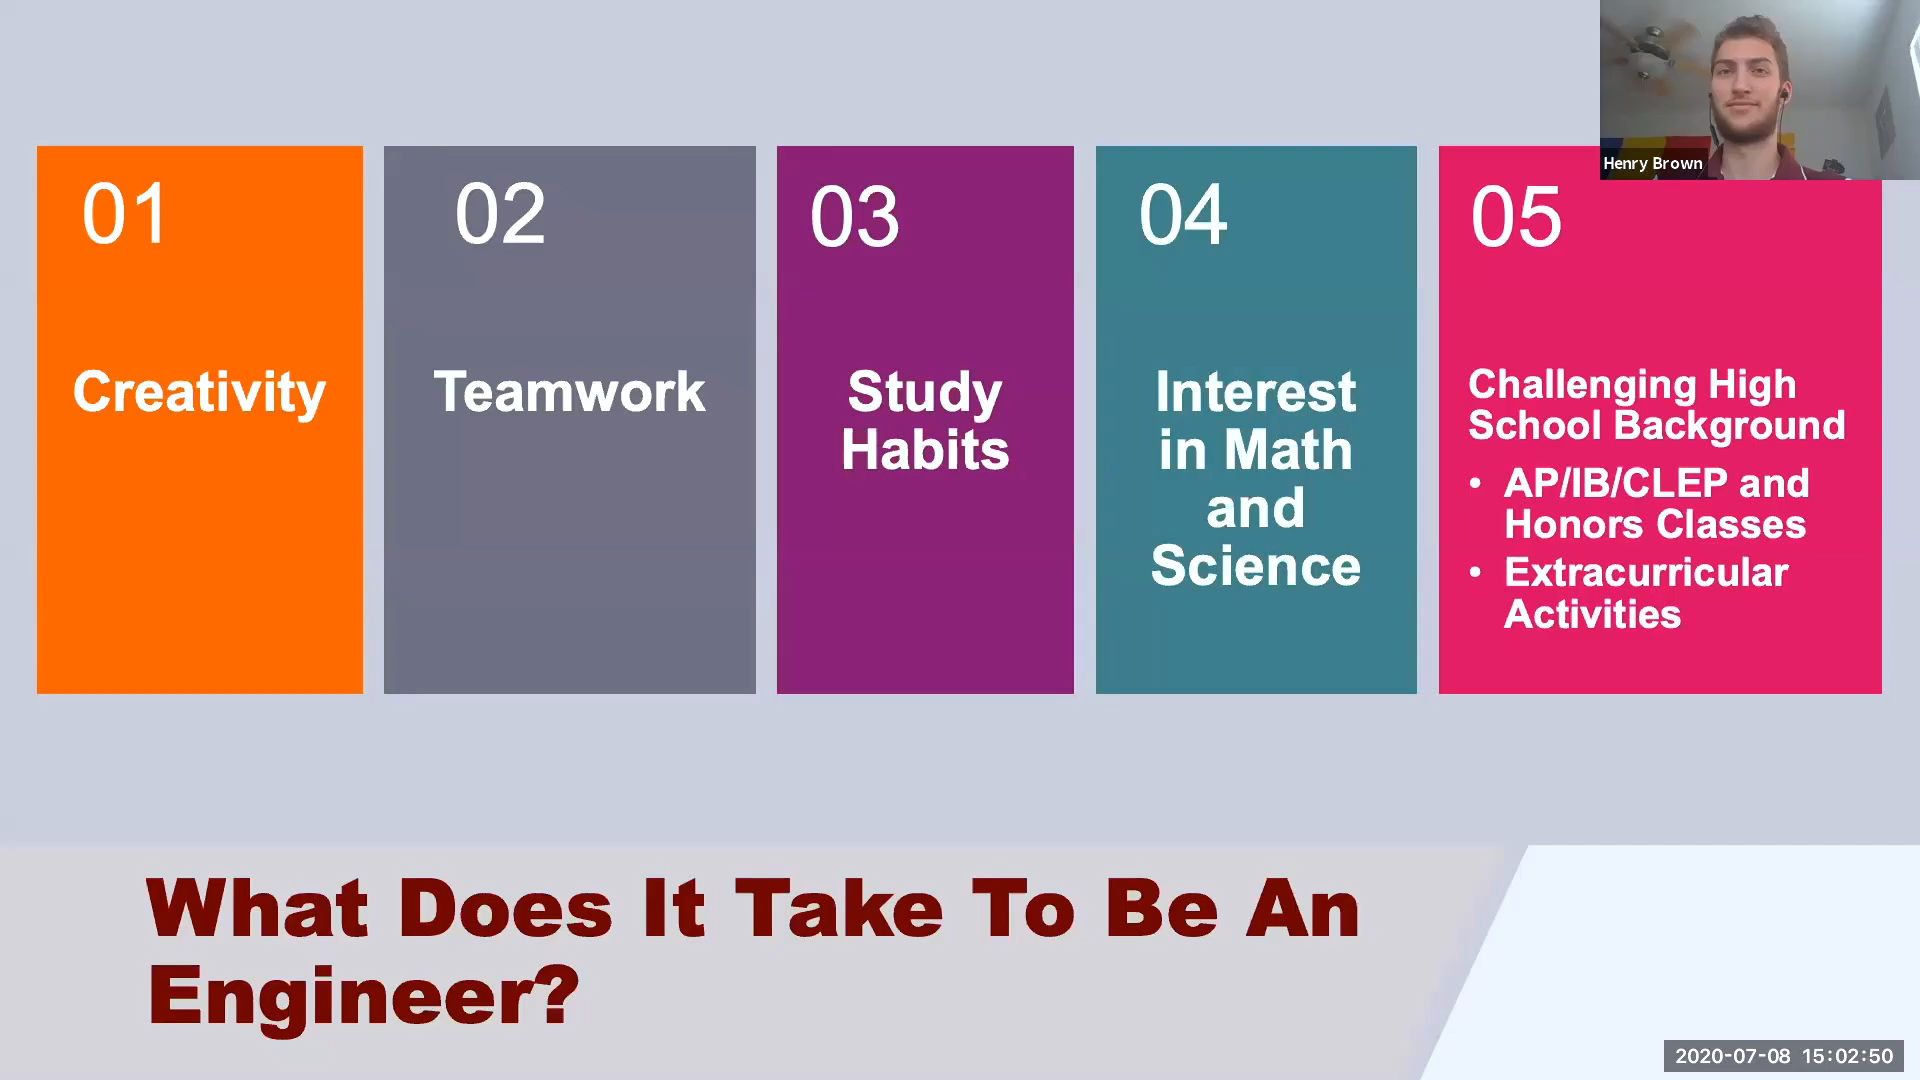 Henry Brown
01
Creativity
02
Teamwork
03
Study
Habits
04
Interest
in Math
and
Science
05
Challenging High
School Background
• AP/IB/CLEP and
Honors Classes
• Extracurricular
Activities
What Does It Take To Be An
Engineer?
2020-07-08 15:02:50